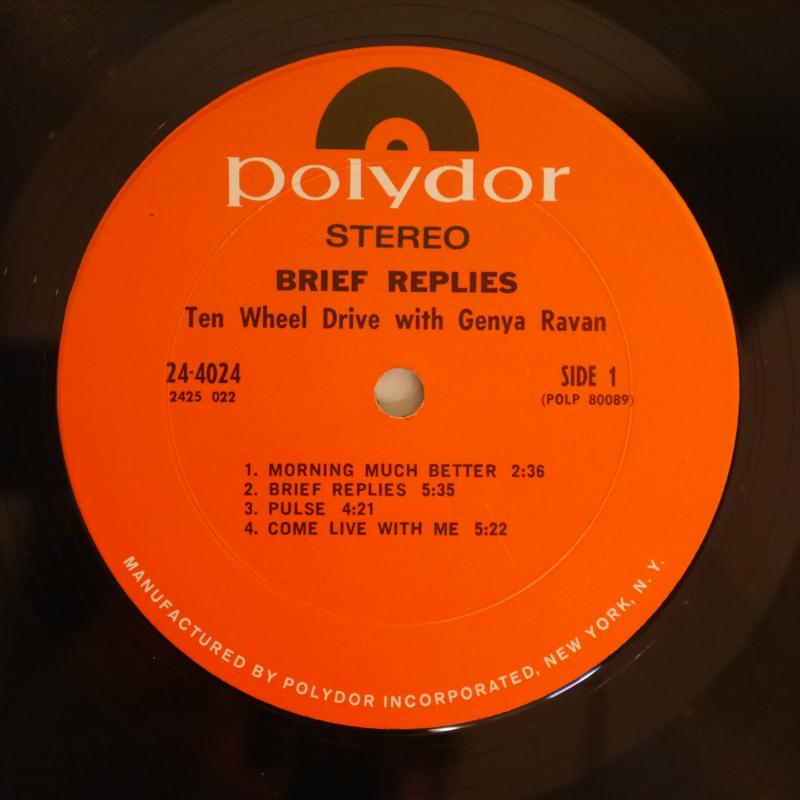 polydor
STEREO
BRIEF REPLIES
Ten Wheel Drive with Genya Ravan
24-4024
2425 022
SIDE 1
(POLP 80089)
1. MORNING MUCH BETTER 2:36
2. BRIEF REPLIES 5:35
3. PULSE 4:21
4. COME LIVE WITH ME 5:22
MANUFACTURED BY POLYDOR INCORPORATED, NEW YORK, N. Y.